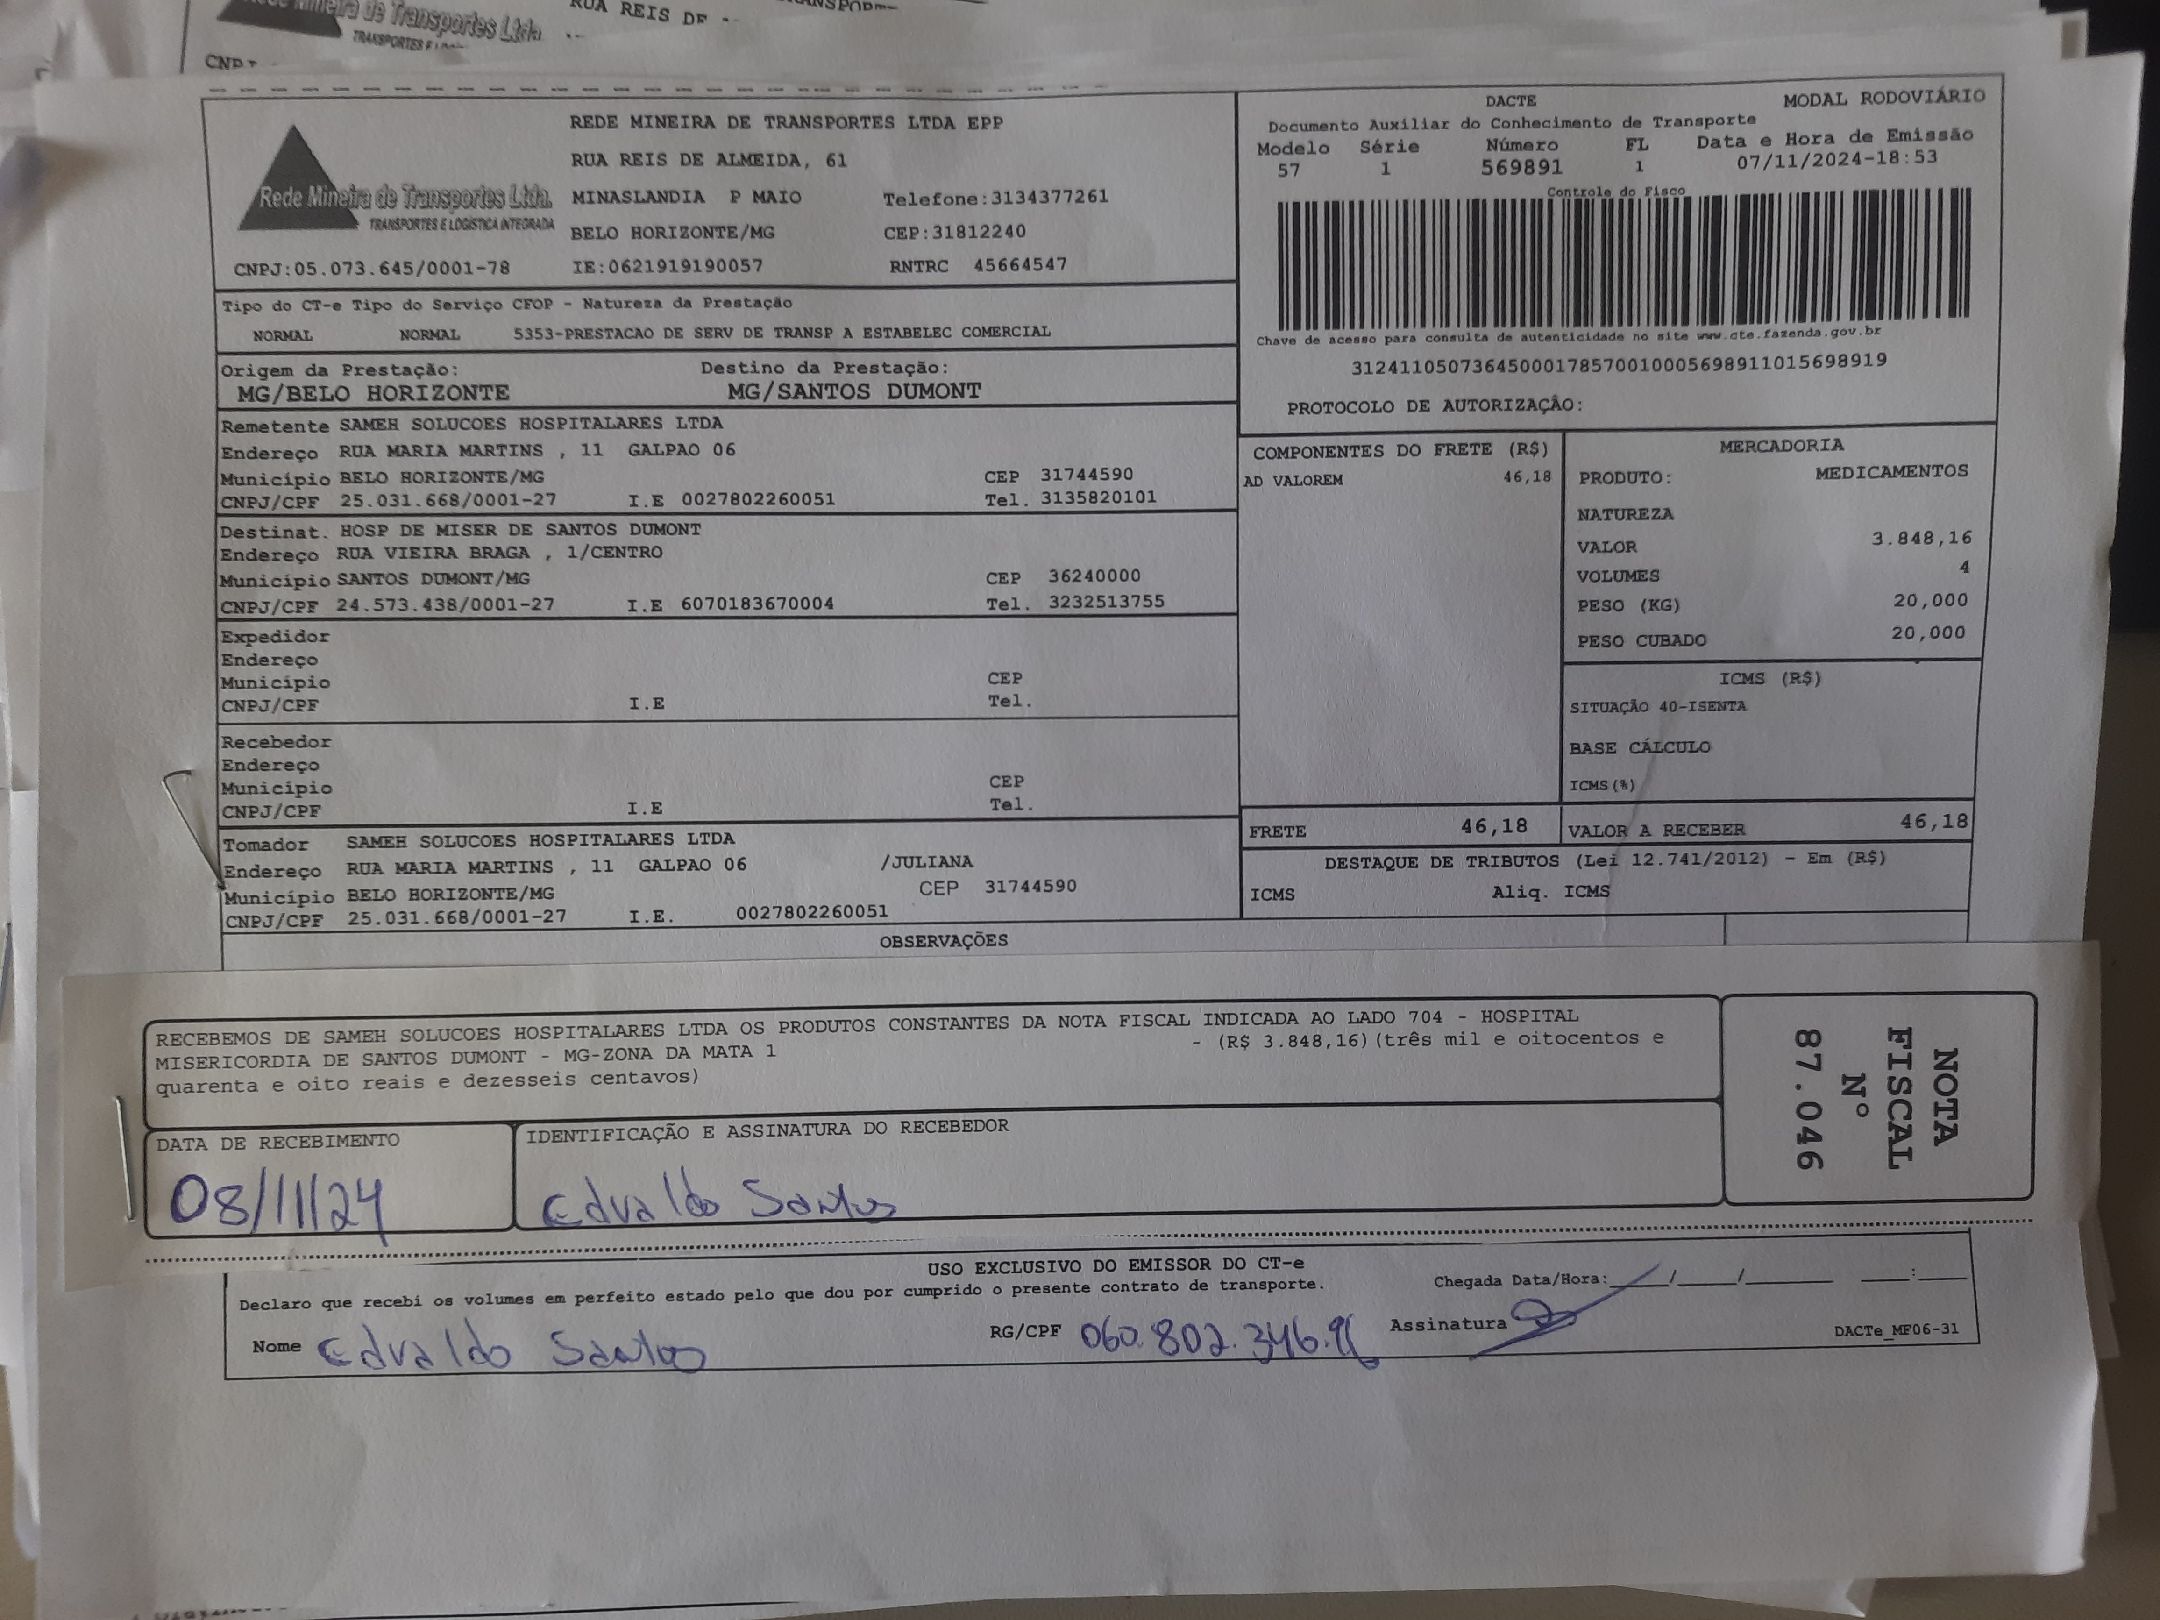 Rede Mineira de Transportes Ltda
RUA REIS DE
REDE MINEIRA DE TRANSPORTES LTDA EPP
RUA REIS DE ALMEIDA, 61
MINASLANDIA P MAIO Telefone:3134377261
BELO HORIZONTE/MG CEP:31812240
Rede Mineira de Transportes Ltda.
TRANSPORTES E LOGÍSTICA INTEGRADA
CNPJ:05.073.645/0001-78 IE:0621919190057 RNTRC 45664547
DACTE MODAL RODOVIÁRIO
Documento Auxiliar do Conhecimento de Transporte
Modelo Série Número FL Data e Hora de Emissão
57 1 569891 1 07/11/2024-18:53
Controle do Fisco
Chave de acesso para consulta de autenticidade no site www.cte.fazenda.gov.br
31241105073645000178570010005698911015698919
PROTOCOLO DE AUTORIZAÇÂO:
Tipo do CT-e Tipo do Serviço CFOP - Natureza da Prestação
NORMAL NORMAL 5353-PRESTACAO DE SERV DE TRANSP A ESTABELEC COMERCIAL
Origem da Prestação: Destino da Prestação:
MG/BELO HORIZONTE MG/SANTOS DUMONT
Remetente SAMEH SOLUCOES HOSPITALARES LTDA
Endereço RUA MARIA MARTINS , 11 GALPAO 06
Município BELO HORIZONTE/MG CEP 31744590
CNPJ/CPF 25.031.668/0001-27 I.E 0027802260051 Tel. 3135820101
Destinat. HOSP DE MISER DE SANTOS DUMONT
Endereço RUA VIEIRA BRAGA , 1/CENTRO
Município SANTOS DUMONT/MG CEP 36240000
CNPJ/CPF 24.573.438/0001-27 I.E 6070183670004 Tel. 3232513755
Expedidor
Endereço
Município CEP
CNPJ/CPF I.E Tel.
Recebedor
Endereço
Município CEP
CNPJ/CPF I.E Tel.
Tomador SAMEH SOLUCOES HOSPITALARES LTDA
Endereço RUA MARIA MARTINS , 11 GALPAO 06 /JULIANA
Município BELO HORIZONTE/MG CEP 31744590
CNPJ/CPF 25.031.668/0001-27 I.E. 0027802260051
COMPONENTES DO FRETE (R$)
AD VALOREM 46,18
MERCADORIA
PRODUTO: MEDICAMENTOS
NATUREZA
VALOR 3.848,16
VOLUMES 4
PESO (KG) 20,000
PESO CUBADO 20,000
ICMS (R$)
SITUAÇÃO 40-ISENTA
BASE CÁLCULO
ICMS(%)
FRETE 46,18 VALOR A RECEBER 46,18
DESTAQUE DE TRIBUTOS (Lei 12.741/2012) - Em (R$)
ICMS Aliq. ICMS
OBSERVAÇÕES
RECEBEMOS DE SAMEH SOLUCOES HOSPITALARES LTDA OS PRODUTOS CONSTANTES DA NOTA FISCAL INDICADA AO LADO 704 - HOSPITAL
MISERICORDIA DE SANTOS DUMONT - MG-ZONA DA MATA 1 - (R$ 3.848,16)(três mil e oitocentos e
quarenta e oito reais e dezesseis centavos)
NOTA
FISCAL
Nº
87.046
DATA DE RECEBIMENTO IDENTIFICAÇÃO E ASSINATURA DO RECEBEDOR
08/11/24 Edvaldo Santos
USO EXCLUSIVO DO EMISSOR DO CT-e
Declaro que recebi os volumes em perfeito estado pelo que dou por cumprido o presente contrato de transporte. Chegada Data/Hora:____/____/______ ___:___
Nome Edvaldo Santos RG/CPF 060.802.346. Assinatura DACTe_MF06-31